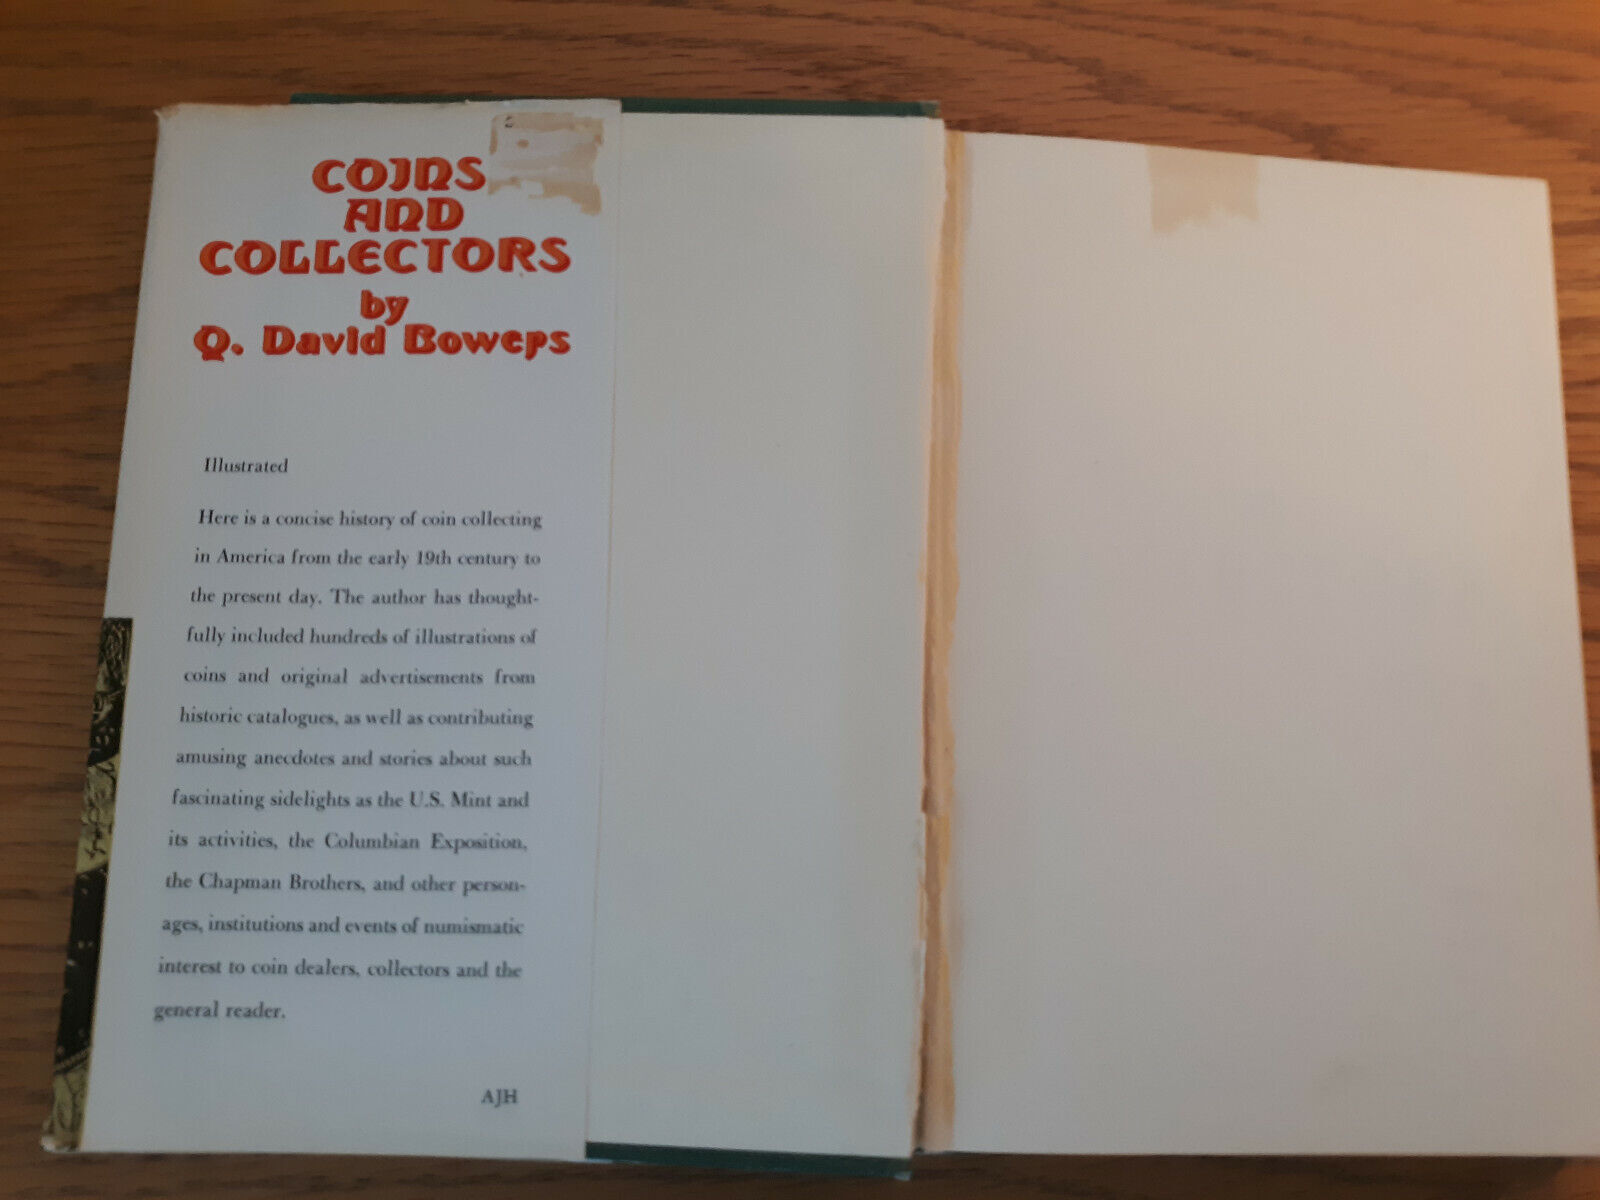 COINS
AND
COLLECTORS
by
Q. David Bowers
Illustrated
Here is a concise history of coin collecting
in America from the early 19th century to
the present day. The author has thought-
fully included hundreds of illustrations of
coins and original advertisements from
historic catalogues, as well as contributing
amusing anecdotes and stories about such
fascinating sidelights as the U.S. Mint and
its activities, the Columbian Exposition,
the Chapman Brothers, and other person-
ages, institutions and events of numismatic
interest to coin dealers, collectors and the
general reader.
AJH